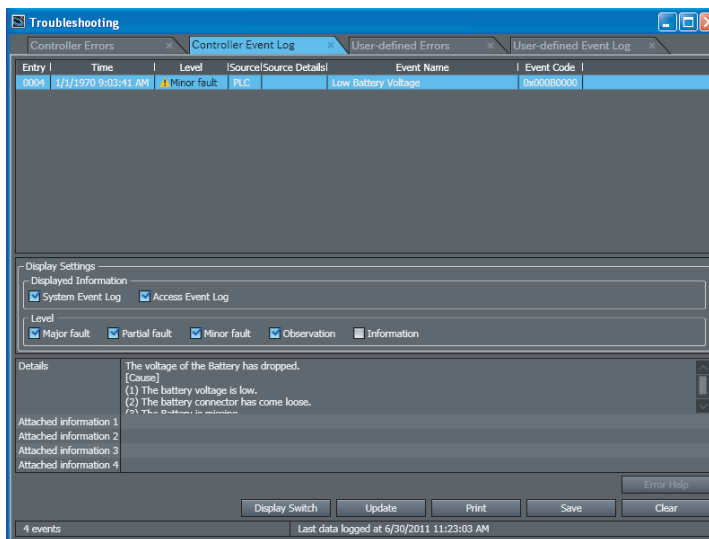 Troubleshooting
Controller Errors × Controller Event Log × User-defined Errors × User-defined Event Log ×
Entry Time Level Source Source Details Event Name Event Code
0004 1/1/1970 9:03:41 AM Minor fault PLC Low Battery Voltage 0x000B0000
Display Settings
Displayed Information
System Event Log Access Event Log
Level
Major fault Partial fault Minor fault Observation Information
Details The voltage of the Battery has dropped.
[Cause]
(1) The battery voltage is low.
(2) The battery connector has come loose.
(3) The Battery is missing.
Attached information 1
Attached information 2
Attached information 3
Attached information 4
Error Help
Display Switch Update Print Save Clear
4 events Last data logged at 6/30/2011 11:23:03 AM